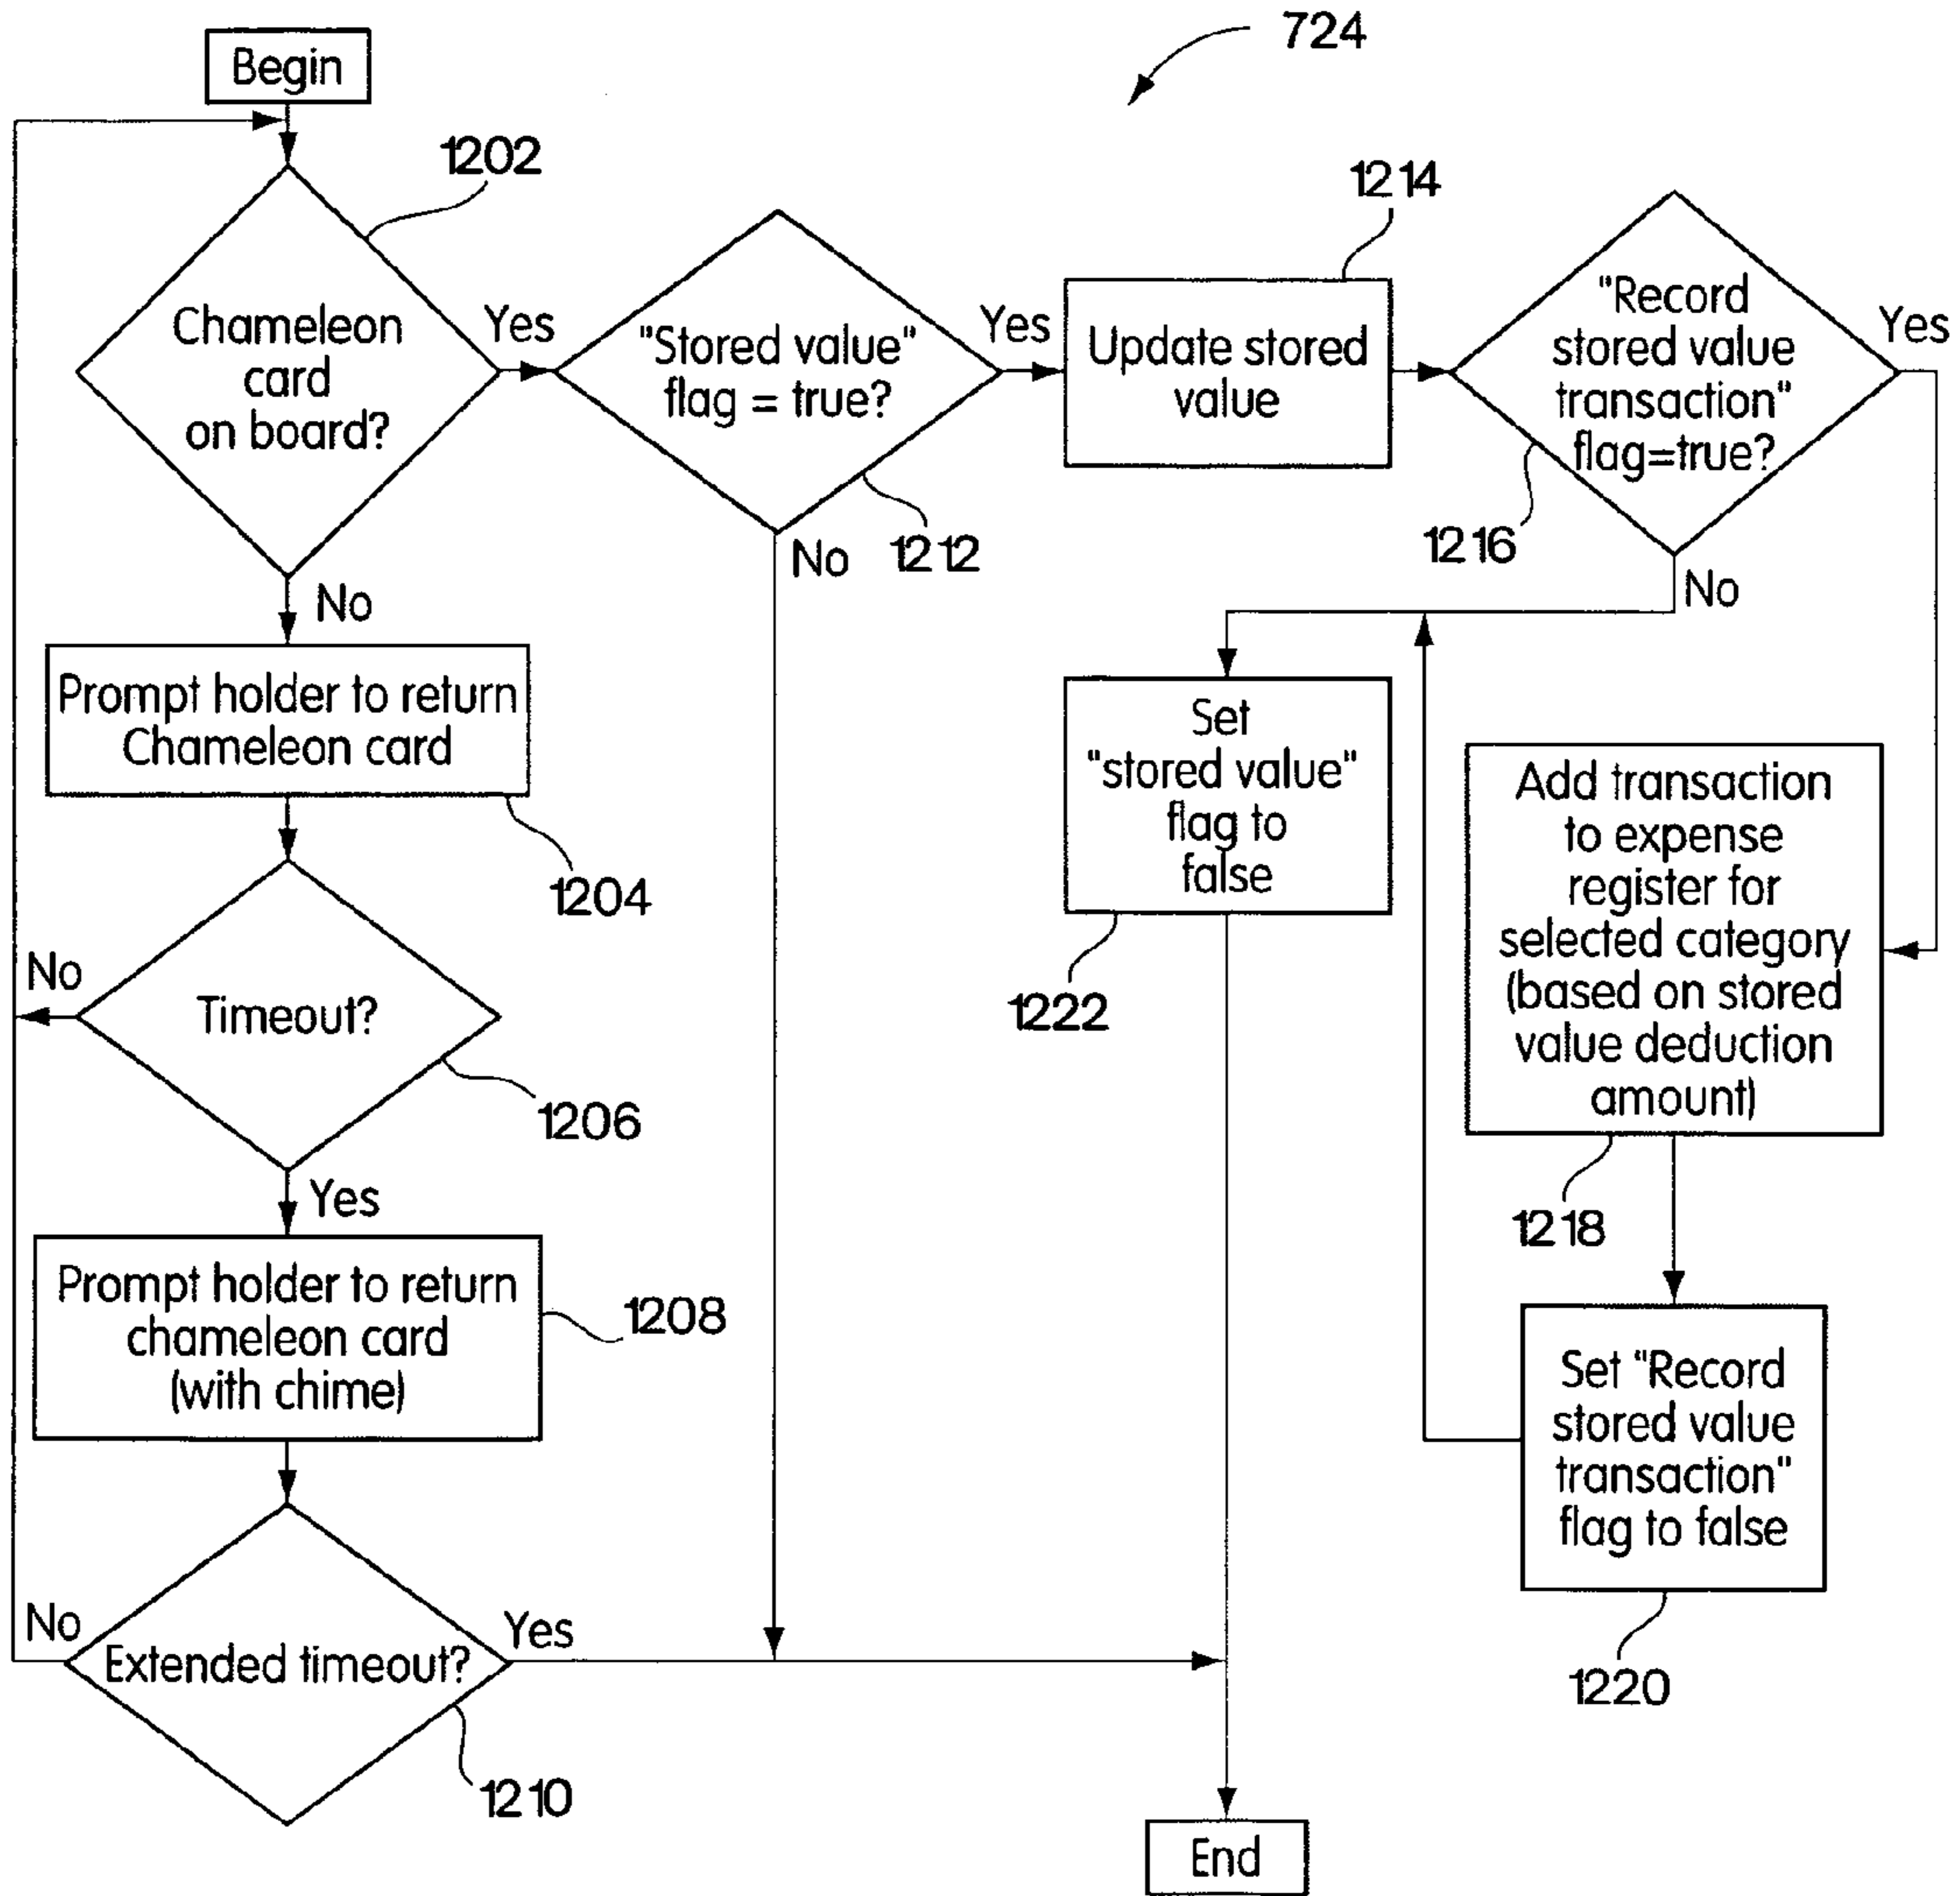 724
Begin
1202
Chameleon
card
on board?
Yes
No
"Stored value"
flag = true?
Yes
No
1212
1214
Update stored
value
"Record
stored value
transaction"
flag=true?
Yes
No
1216
Prompt holder to return
Chameleon card
1204
Timeout?
No
Yes
1206
Prompt holder to return
chameleon card
(with chime)
1208
Extended timeout?
No
Yes
1210
Set
"stored value"
flag to
false
1222
Add transaction
to expense
register for
selected category
(based on stored
value deduction
amount)
1218
Set "Record
stored value
transaction"
flag to false
1220
End